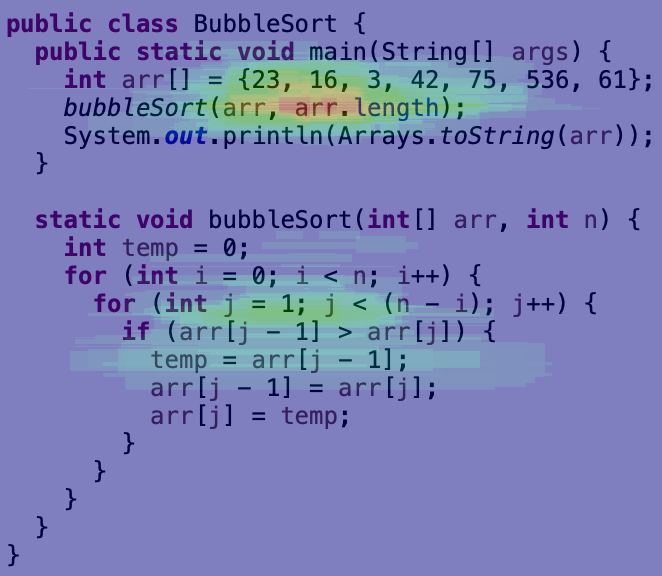 public class BubbleSort {
  public static void main(String[] args) {
    int arr[] = {23, 16, 3, 42, 75, 536, 61};
    bubbleSort(arr, arr.length);
    System.out.println(Arrays.toString(arr));
  }

  static void bubbleSort(int[] arr, int n) {
    int temp = 0;
    for (int i = 0; i < n; i++) {
      for (int j = 1; j < (n - i); j++) {
        if (arr[j - 1] > arr[j]) {
          temp = arr[j - 1];
          arr[j - 1] = arr[j];
          arr[j] = temp;
        }
      }
    }
  }
}